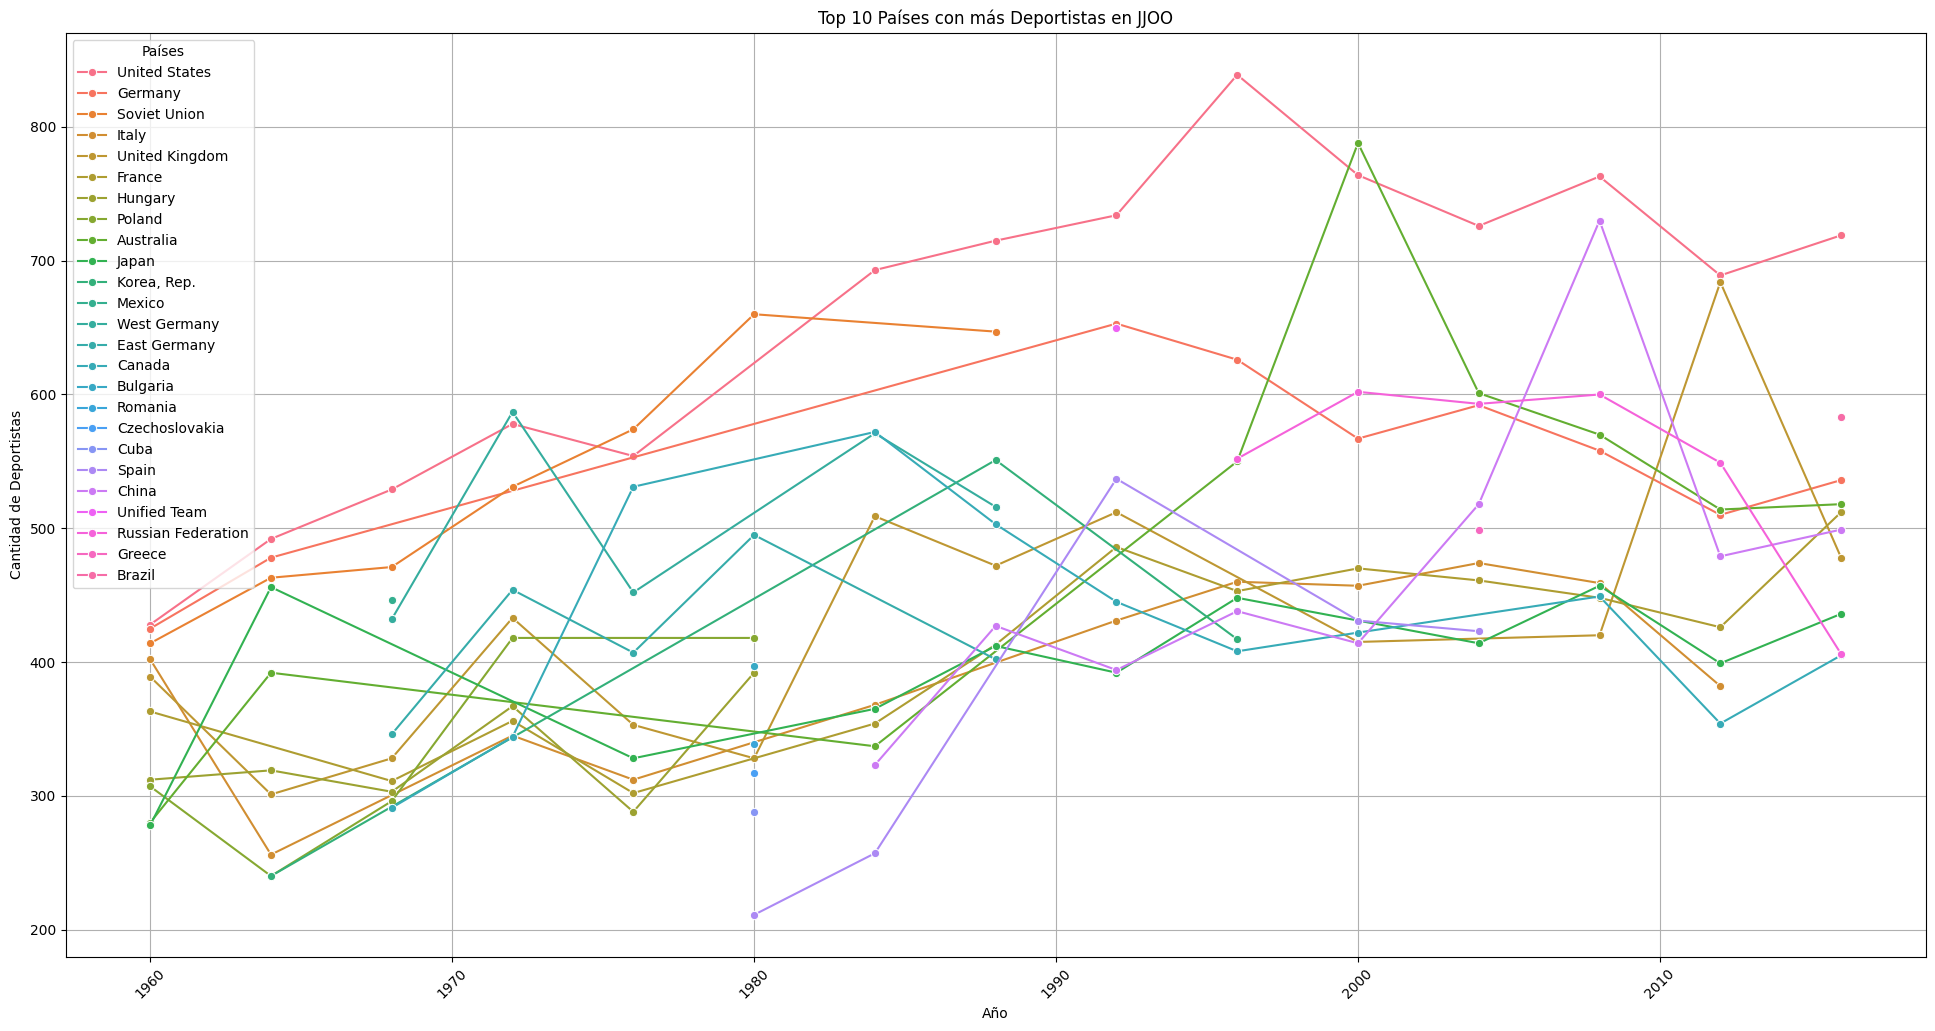 Top 10 Países con más Deportistas en JJOO
Países
United States
Germany
Soviet Union
Italy
United Kingdom
France
Hungary
Poland
Australia
Japan
Korea, Rep.
Mexico
West Germany
East Germany
Canada
Bulgaria
Romania
Czechoslovakia
Cuba
Spain
China
Unified Team
Russian Federation
Greece
Brazil
Cantidad de Deportistas
800
700
600
500
400
300
200
1960
1970
1980
1990
2000
2010
Año